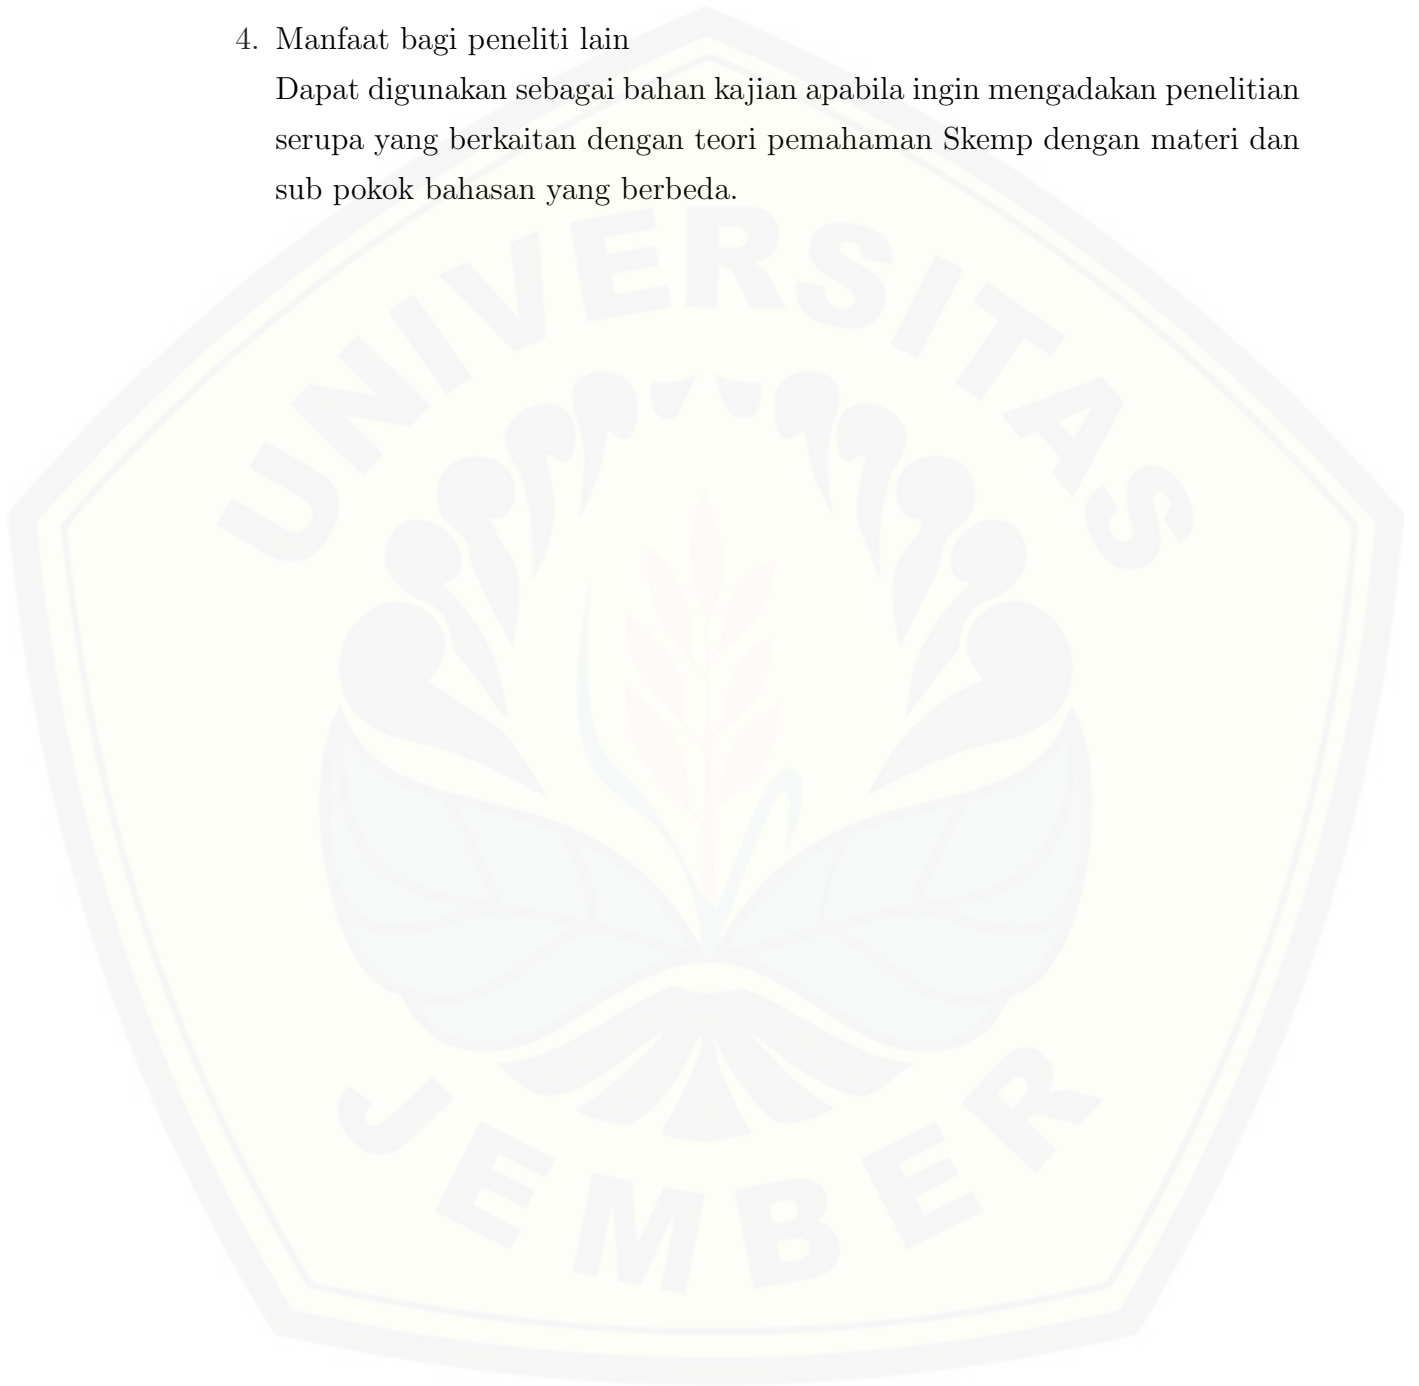 4. Manfaat bagi peneliti lain
Dapat digunakan sebagai bahan kajian apabila ingin mengadakan penelitian
serupa yang berkaitan dengan teori pemahaman Skemp dengan materi dan
sub pokok bahasan yang berbeda.
UNIVERSITAS
JEMBER